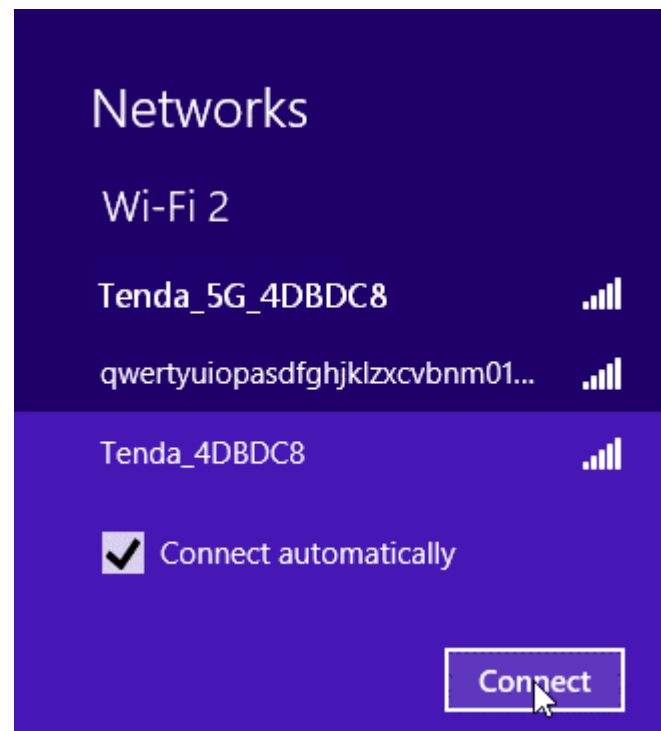 Networks
Wi-Fi 2
Tenda_5G_4DBDC8
qwertyuiopasdfghjklzxcvbnm01...
Tenda_4DBDC8
Connect automatically
Connect